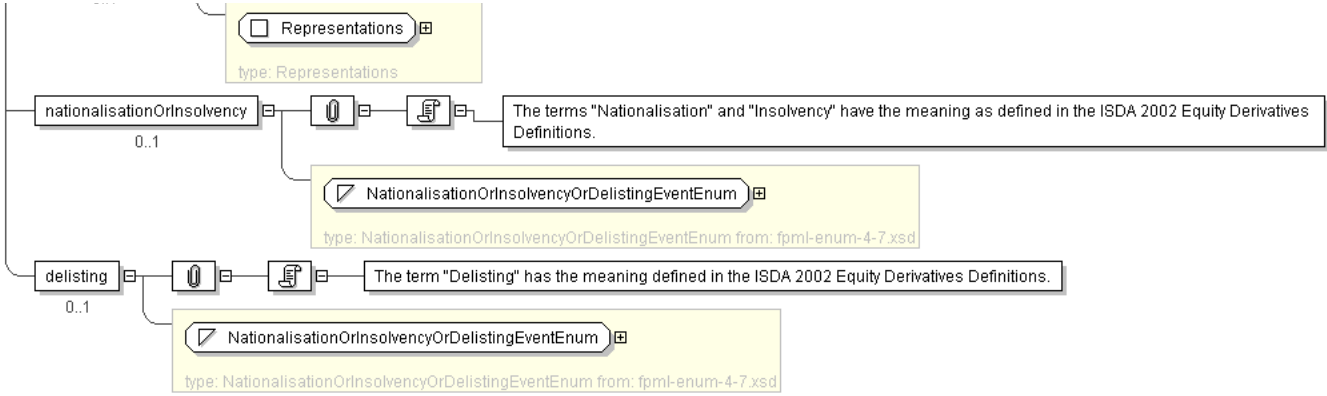 Representations
type: Representations
nationalisationOrInsolvency
0..1
The terms "Nationalisation" and "Insolvency" have the meaning as defined in the ISDA 2002 Equity Derivatives
Definitions.
NationalisationOrInsolvencyOrDelistingEventEnum
type: NationalisationOrInsolvencyOrDelistingEventEnum from: fpml-enum-4-7.xsd
delisting
0..1
The term "Delisting" has the meaning defined in the ISDA 2002 Equity Derivatives Definitions.
NationalisationOrInsolvencyOrDelistingEventEnum
type: NationalisationOrInsolvencyOrDelistingEventEnum from: fpml-enum-4-7.xsd